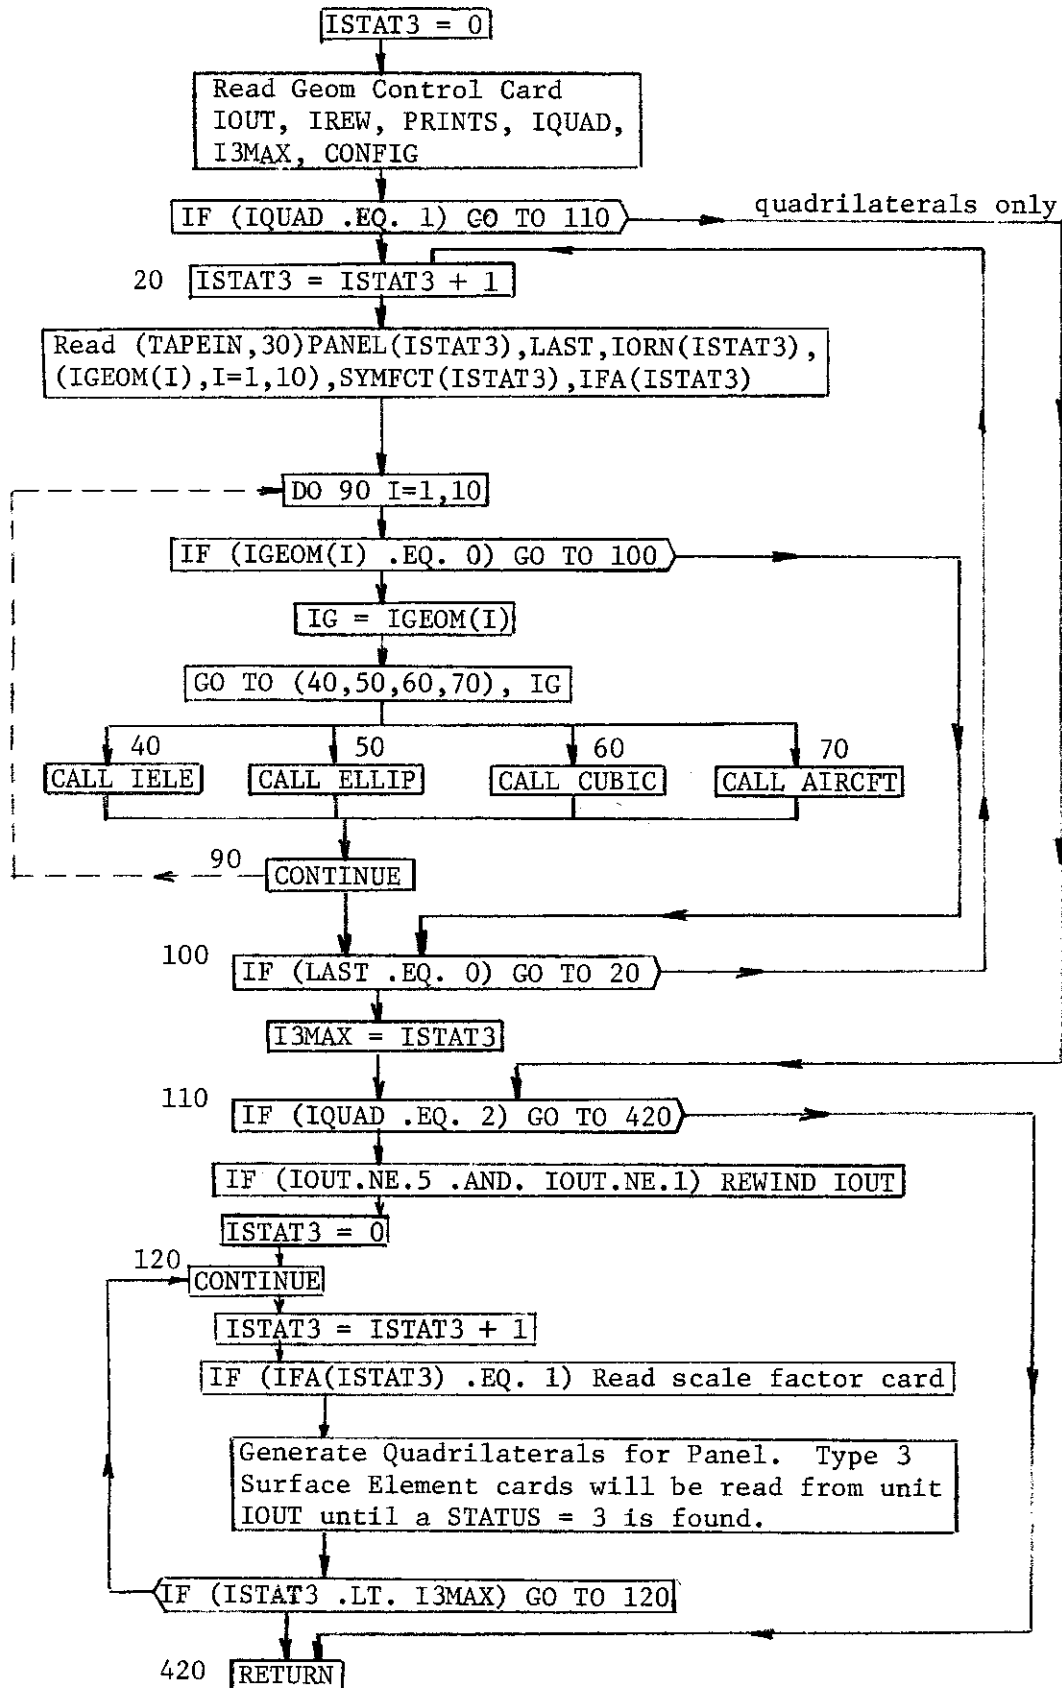 ISTAT3 = 0
Read Geom Control Card
IOUT, IREW, PRINTS, IQUAD,
I3MAX, CONFIG
IF (IQUAD .EQ. 1) GO TO 110
quadrilaterals only
20
ISTAT3 = ISTAT3 + 1
Read (TAPEIN,30)PANEL(ISTAT3),LAST,IORN(ISTAT3),
(IGEOM(I),I=1,10),SYMFCT(ISTAT3),IFA(ISTAT3)
DO 90 I=1,10
IF (IGEOM(I) .EQ. 0) GO TO 100
IG = IGEOM(I)
GO TO (40,50,60,70), IG
40
50
60
70
CALL IELE
CALL ELLIP
CALL CUBIC
CALL AIRCFT
90
CONTINUE
100
IF (LAST .EQ. 0) GO TO 20
I3MAX = ISTAT3
110
IF (IQUAD .EQ. 2) GO TO 420
IF (IOUT.NE.5 .AND. IOUT.NE.1) REWIND IOUT
ISTAT3 = 0
120
CONTINUE
ISTAT3 = ISTAT3 + 1
IF (IFA(ISTAT3) .EQ. 1) Read scale factor card
Generate Quadrilaterals for Panel. Type 3
Surface Element cards will be read from unit
IOUT until a STATUS = 3 is found.
IF (ISTAT3 .LT. I3MAX) GO TO 120
420
RETURN